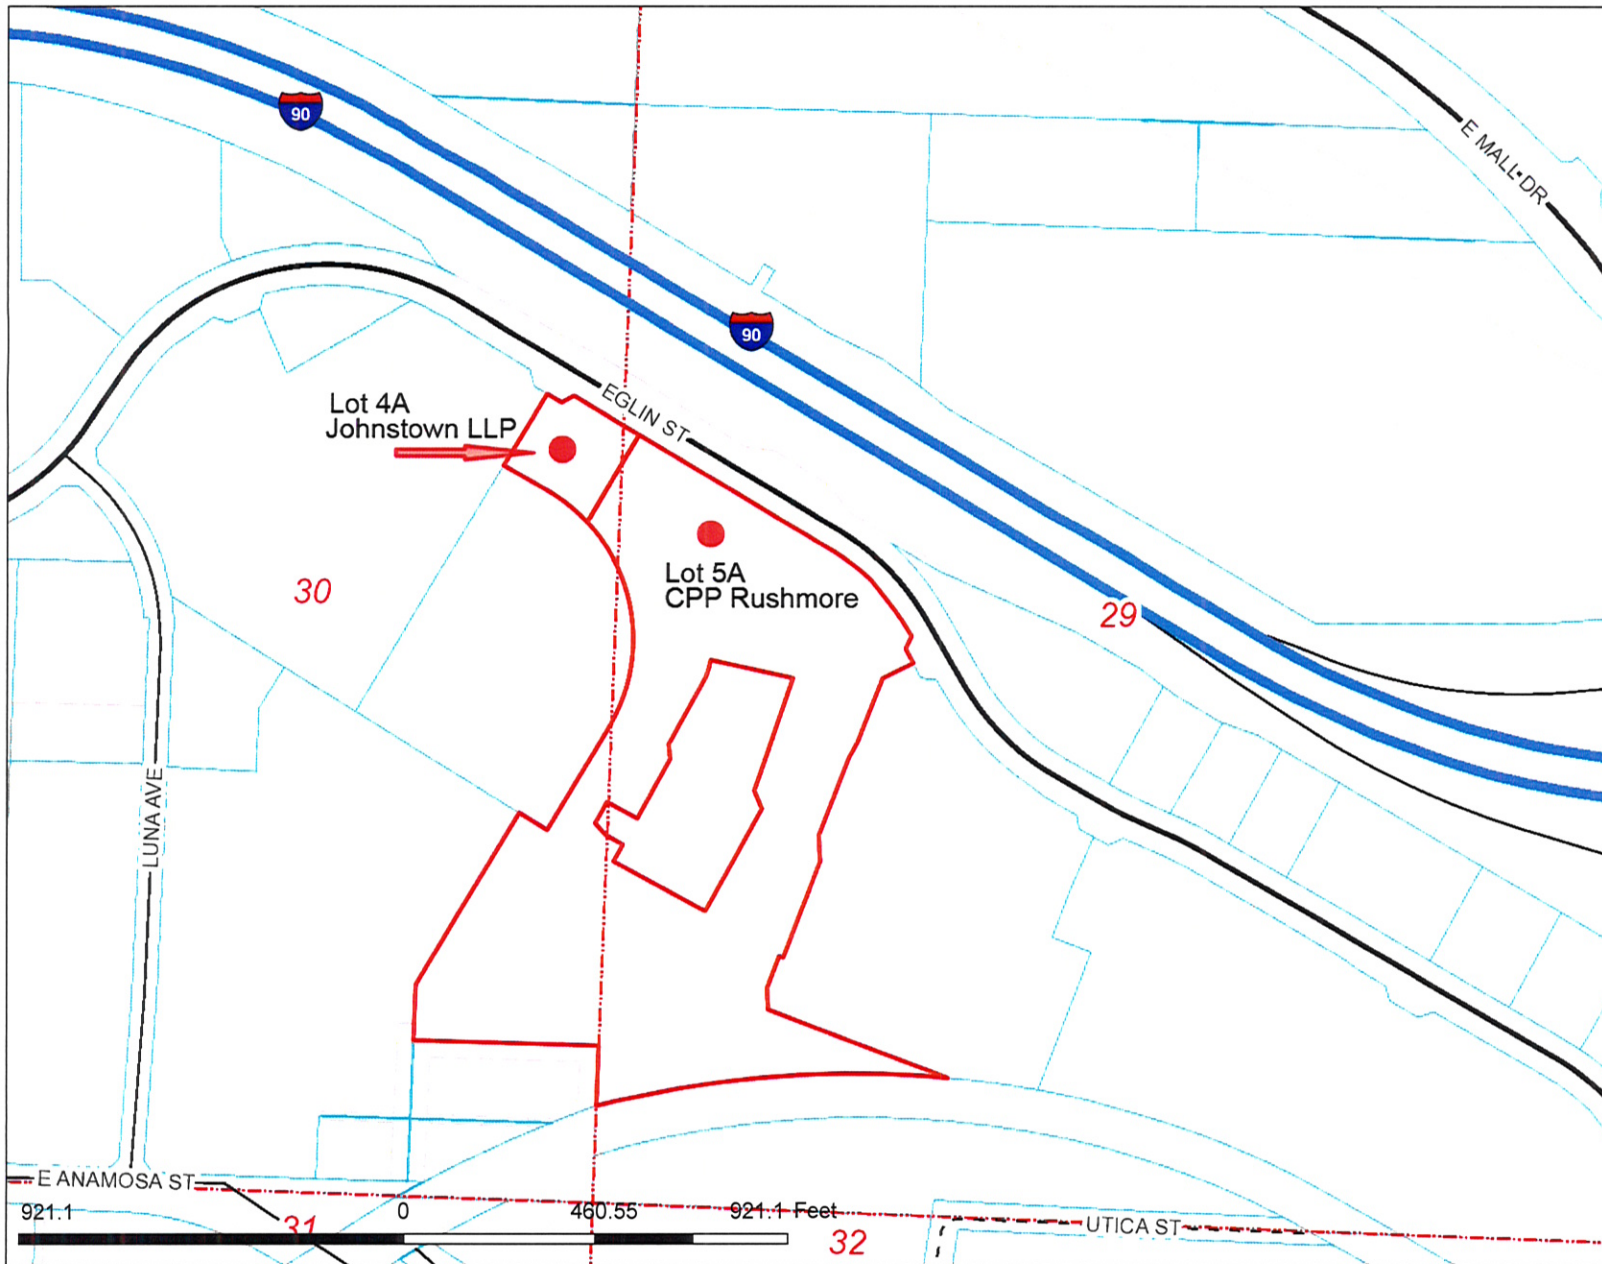 90
E MALL DR
90
EGLIN ST
Lot 4A
Johnstown LLP
Lot 5A
CPP Rushmore
30
29
LUNA AVE
E ANAMOSA ST
921.1 0 460.55 921.1 Feet
31
32
UTICA ST